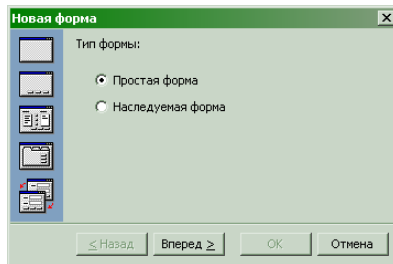 Новая форма
Тип формы:
Простая форма
Наследуемая форма
< Назад Вперед > OK Отмена